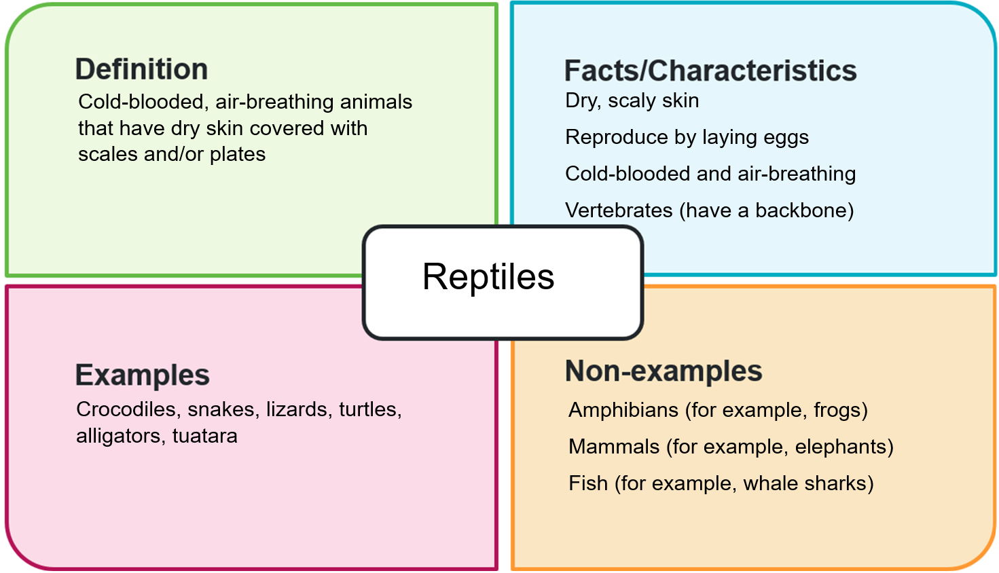 Definition
Cold-blooded, air-breathing animals
that have dry skin covered with
scales and/or plates
Facts/Characteristics
Dry, scaly skin
Reproduce by laying eggs
Cold-blooded and air-breathing
Vertebrates (have a backbone)
Reptiles
Examples
Crocodiles, snakes, lizards, turtles,
alligators, tuatara
Non-examples
Amphibians (for example, frogs)
Mammals (for example, elephants)
Fish (for example, whale sharks)